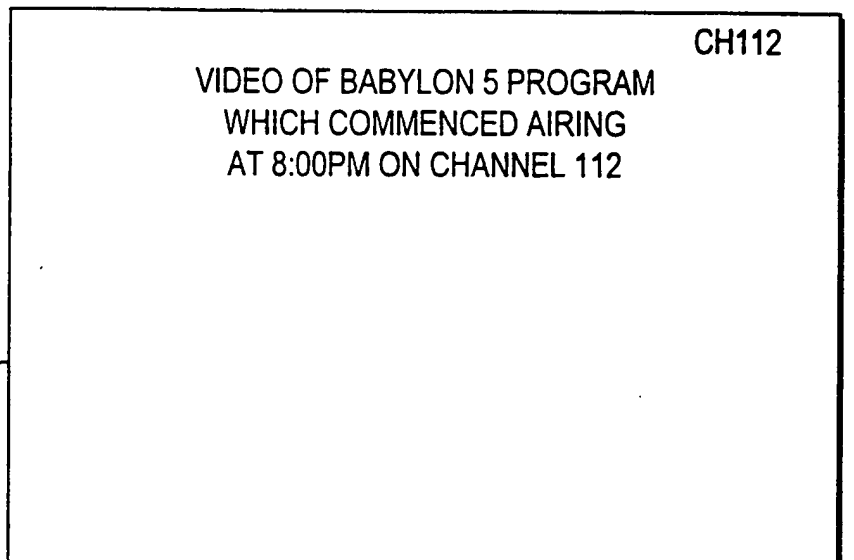 CH112
VIDEO OF BABYLON 5 PROGRAM
WHICH COMMENCED AIRING
AT 8:00PM ON CHANNEL 112